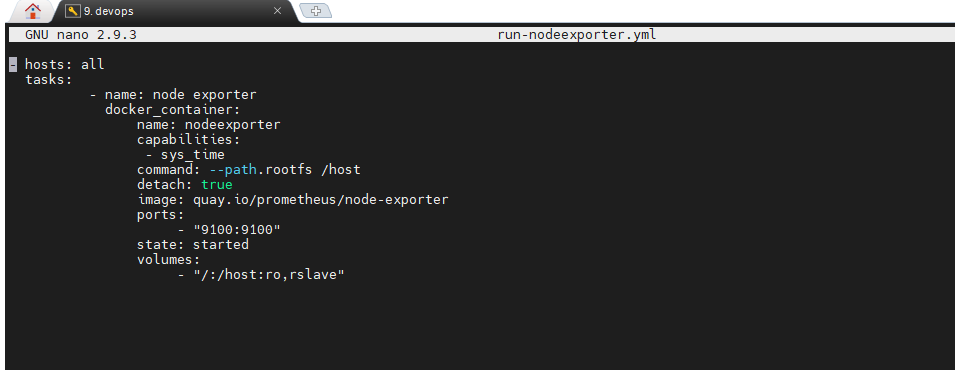 9. devops
GNU nano 2.9.3 run-nodeexporter.yml
- hosts: all
  tasks:
          - name: node exporter
            docker_container:
                name: nodeexporter
                capabilities:
                 - sys_time
                command: --path.rootfs /host
                detach: true
                image: quay.io/prometheus/node-exporter
                ports:
                     - "9100:9100"
                state: started
                volumes:
                     - "/:/host:ro,rslave"